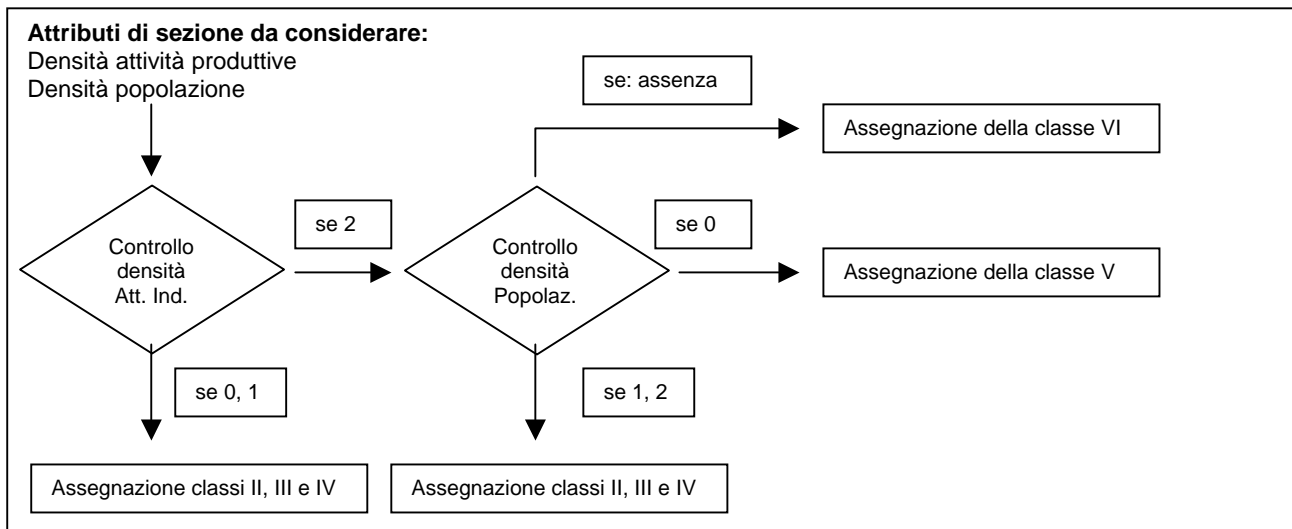 Attributi di sezione da considerare:
Densità attività produttive
Densità popolazione
se: assenza
Assegnazione della classe VI
Controllo
densità
Att. Ind.
se 2
Controllo
densità
Popolaz.
se 0
Assegnazione della classe V
se 0, 1
se 1, 2
Assegnazione classi II, III e IV
Assegnazione classi II, III e IV